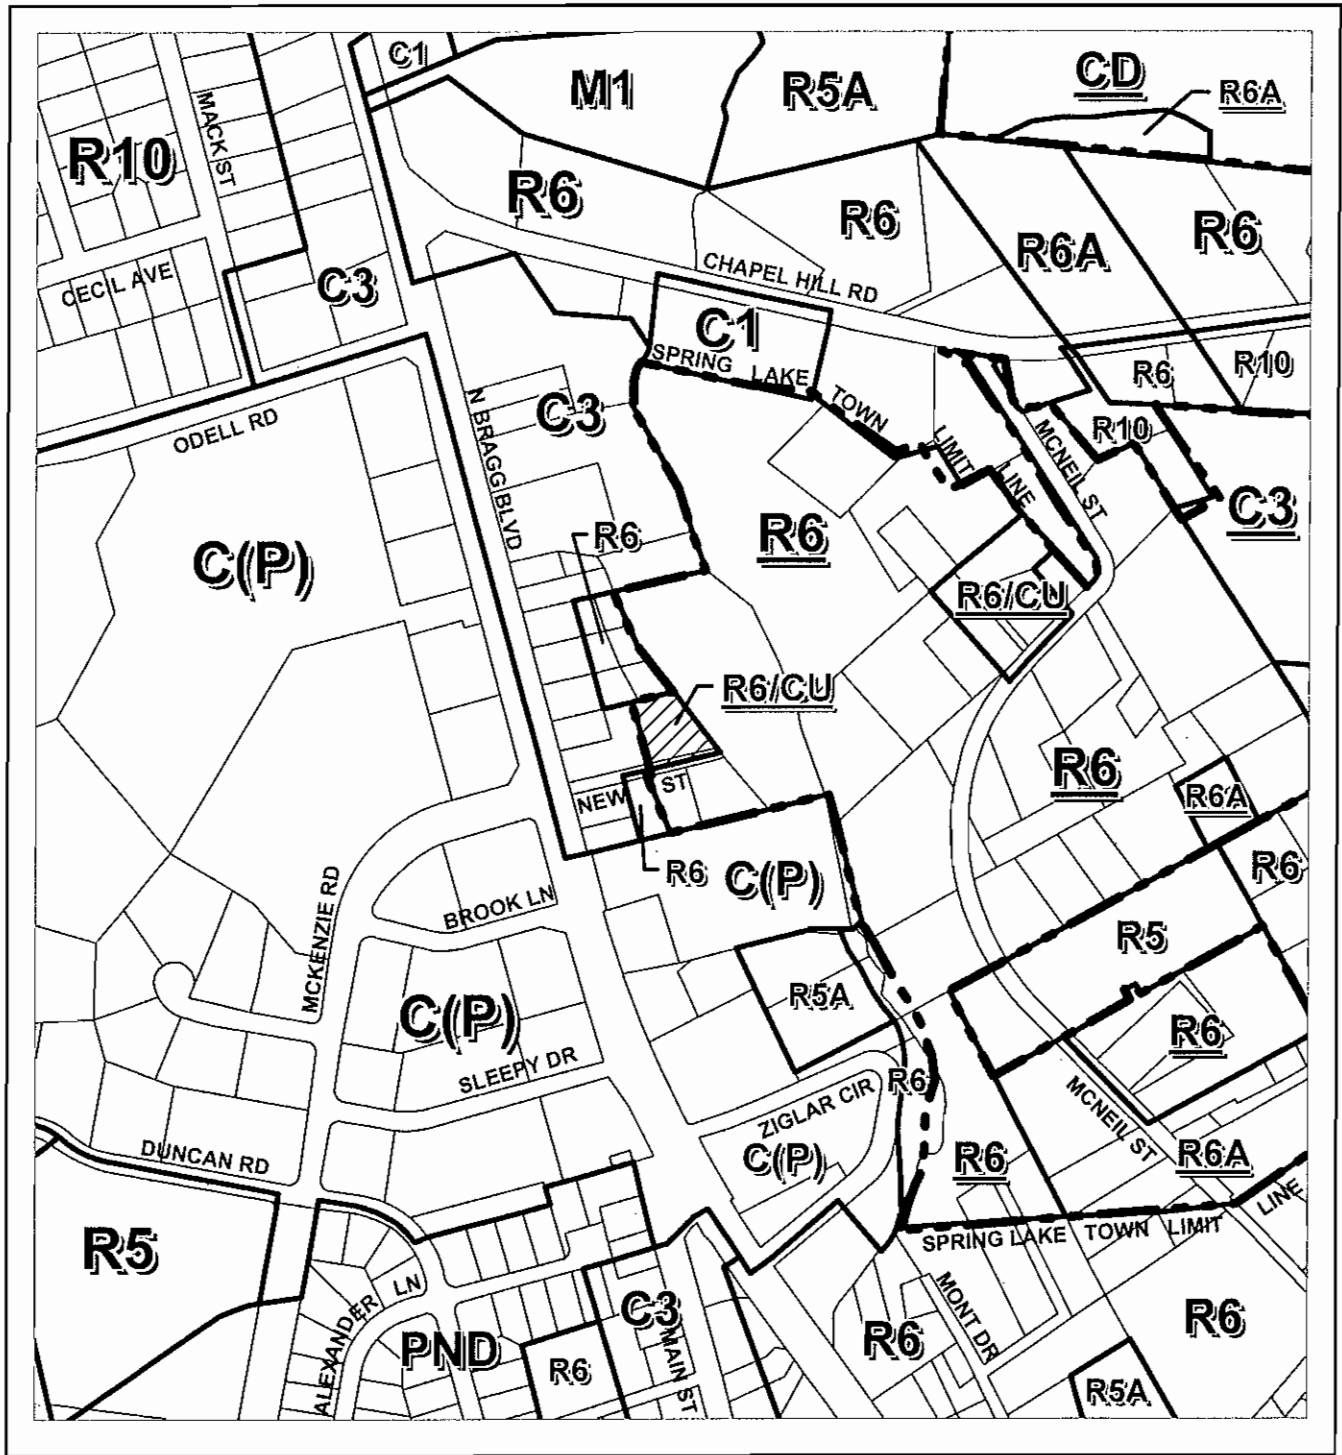 C1
M1
R5A
CD
R6A
MACK ST
R10
R6
R6
R6A
R6
CECIL AVE
C3
CHAPEL HILL RD
C1
SPRING LAKE TOWN LIMIT LINE
R6
R10
ODELL RD
N BRAGG BLVD
C3
MCNEIL ST
R10
C3
C(P)
R6
R6
R6/CU
R6/CU
R6
NEW ST
R6A
R6
C(P)
R6
MCKENZIE RD
BROOK LN
R5
R5A
C(P)
R6
SLEEPY DR
R6
ZIGLAR CIR
MCNEIL ST
DUNCAN RD
C(P)
R6
R6A
R5
SPRING LAKE TOWN LIMIT LINE
ALEXANDER LN
C3
MONT DR
R6
R6
PND
R6
MAIN ST
R5A